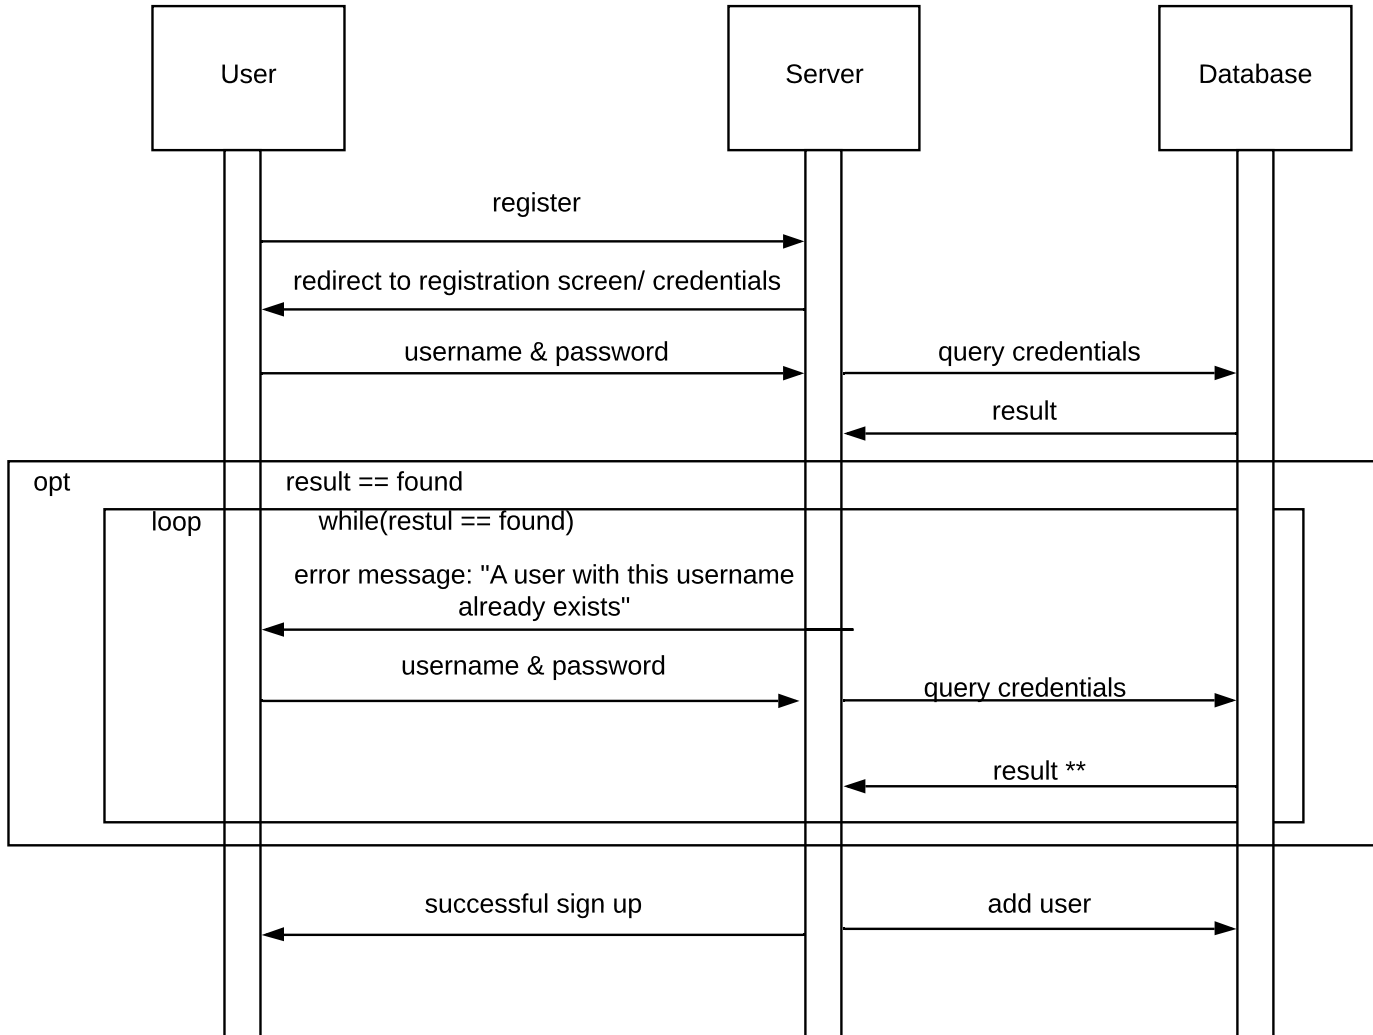 User
Server
Database
register
redirect to registration screen/ credentials
username & password
query credentials
result
opt
result == found
loop
while(restul == found)
error message: "A user with this username
already exists"
username & password
query credentials
result **
successful sign up
add user